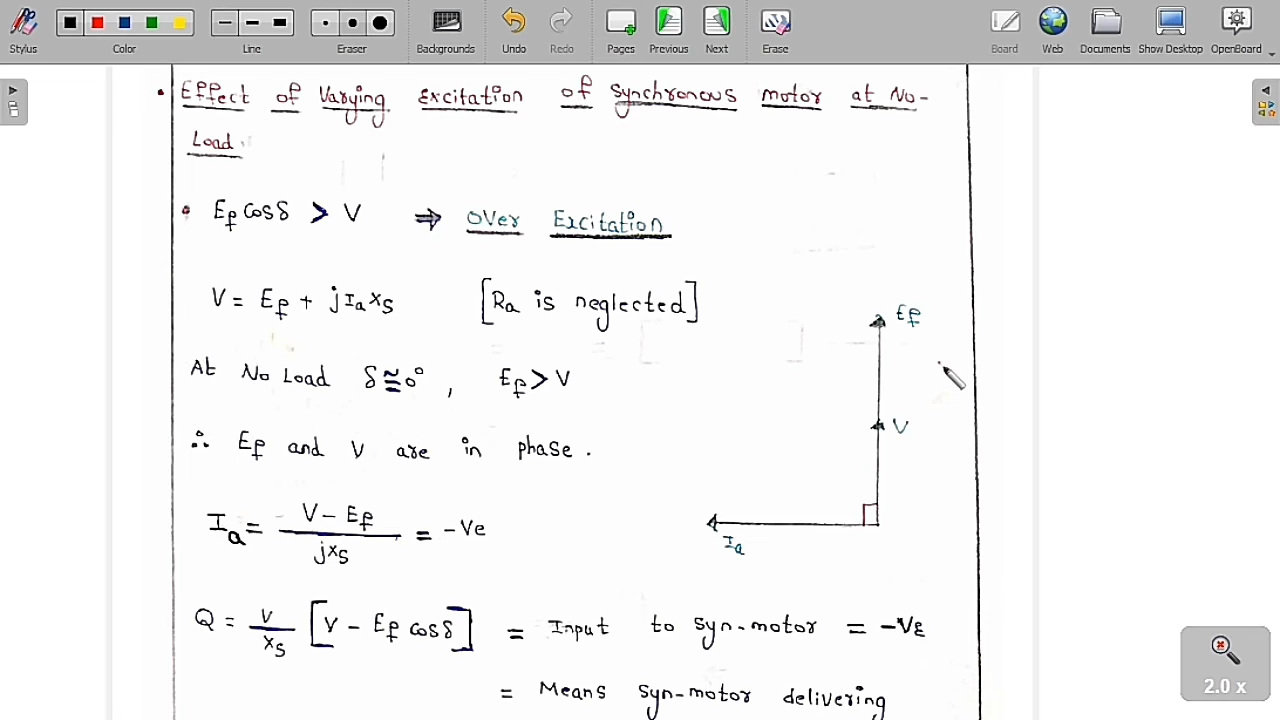 Stylus
Color
Line
Eraser
Backgrounds
Undo
Redo
Pages
Previous
Next
Erase
Board
Web
Documents
Show Desktop
OpenBoard
• Effect of Varying Excitation of Synchronous motor at No-
Load.
• Ef cosδ > V ⇒ Over Excitation
V = Ef + jIaXs [Ra is neglected]
At No Load δ≅0°, Ef > V
∴ Ef and V are in phase.
Ia = V - Ef / jXs = -Ve
Q = V / Xs [V - Ef cosδ] = Input to syn-motor = -VE
= Means syn-motor delivering
Ef
V
Ia
2.0 x